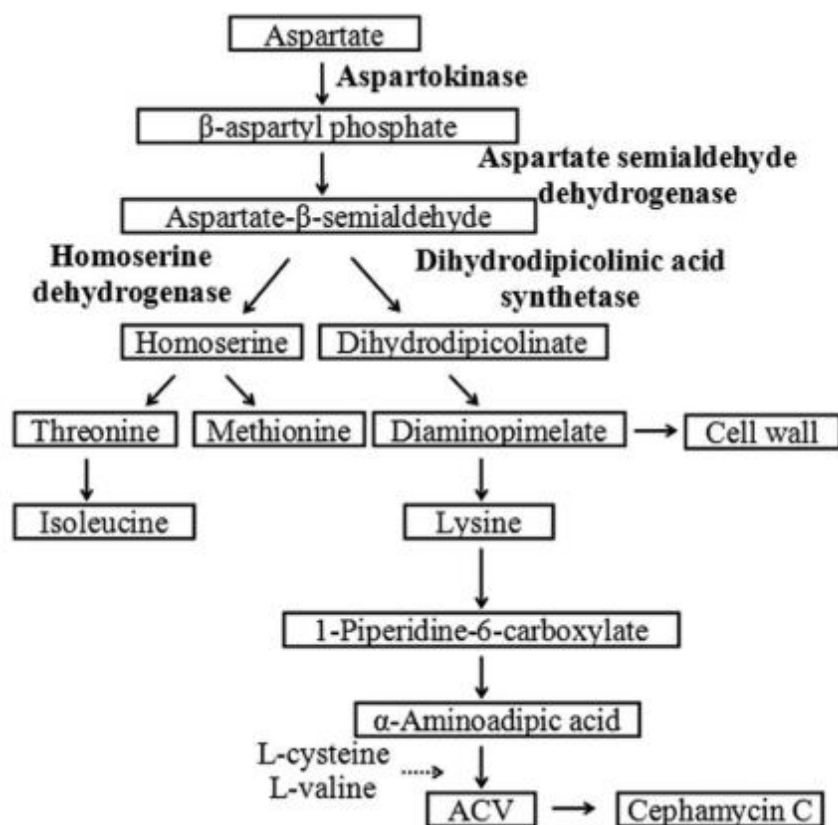 Aspartate
Aspartokinase
β-aspartyl phosphate
Aspartate semialdehyde
dehydrogenase
Aspartate-β-semialdehyde
Homoserine
dehydrogenase
Dihydrodipicolinic acid
synthetase
Homoserine
Dihydrodipicolinate
Threonine
Methionine
Diaminopimelate
Cell wall
Isoleucine
Lysine
1-Piperidine-6-carboxylate
α-Aminoadipic acid
L-cysteine
L-valine
ACV
Cephamycin C